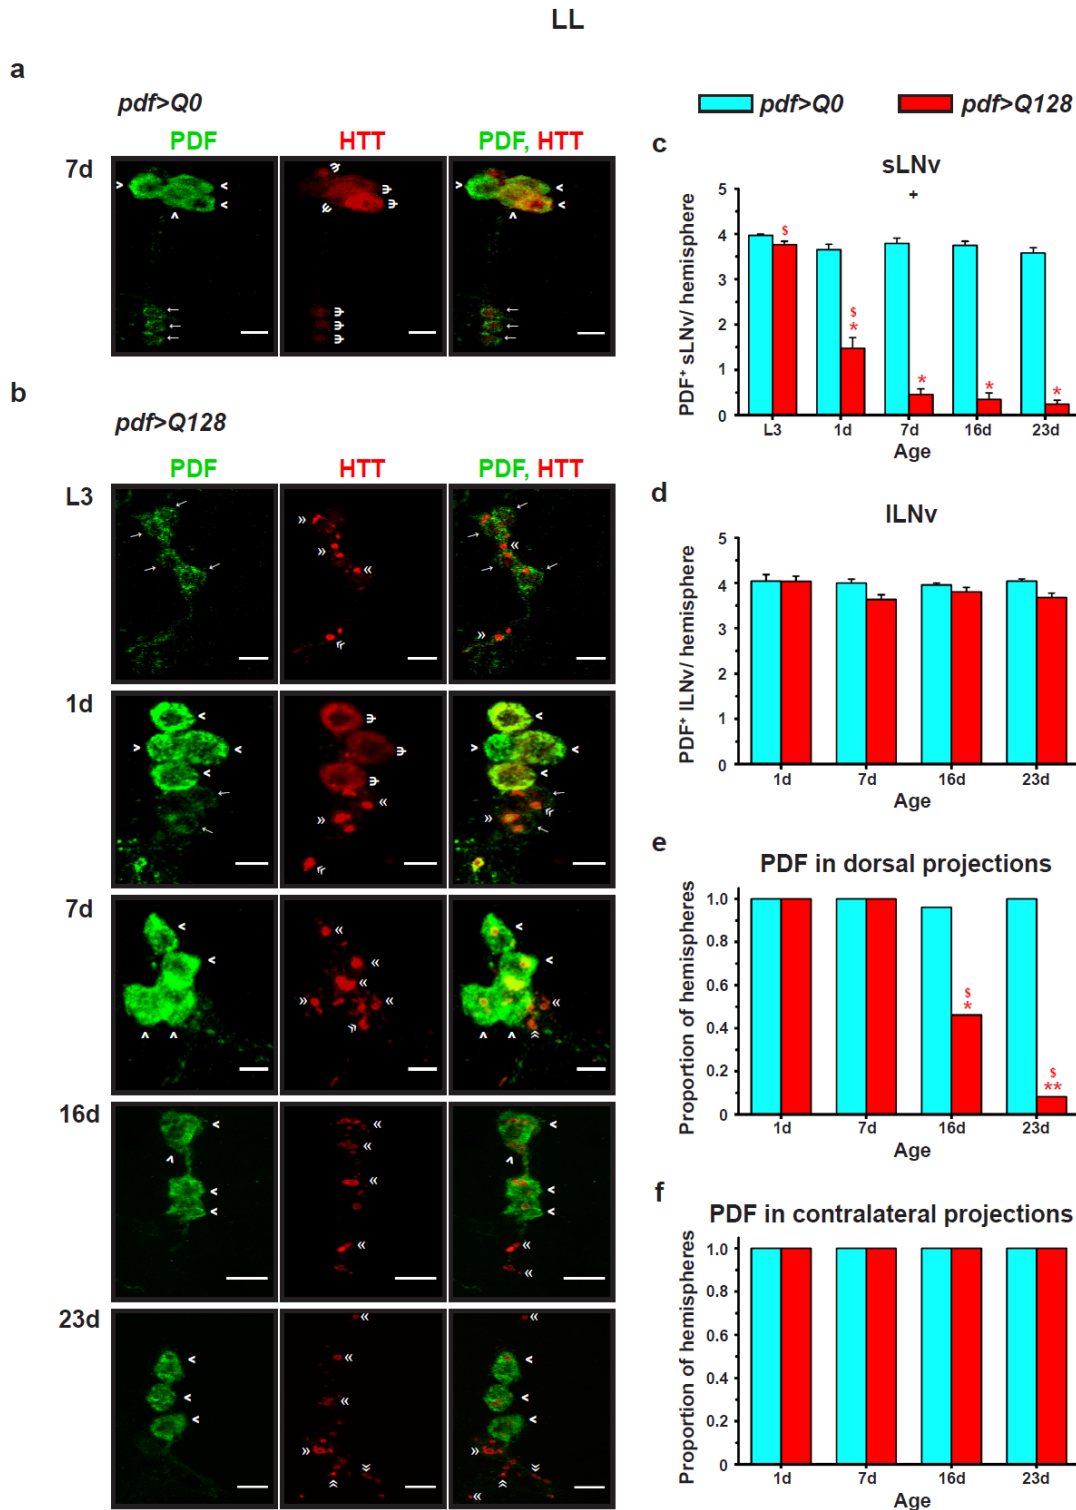 LL
a
pdf>Q0
PDF HTT PDF, HTT
7d
b
pdf>Q128
PDF HTT PDF, HTT
L3
1d
7d
16d
23d
pdf>Q0 pdf>Q128
c
sLNv
+
PDF+ sLNv/ hemisphere
5
4
3
2
1
0
$
$
*
*
*
*
L3 1d 7d 16d 23d
Age
d
lLNv
PDF+ lLNv/ hemisphere
5
4
3
2
1
0
1d 7d 16d 23d
Age
e
PDF in dorsal projections
Proportion of hemispheres
1.0
0.8
0.6
0.4
0.2
0
$
*
$
**
1d 7d 16d 23d
Age
f
PDF in contralateral projections
Proportion of hemispheres
1.0
0.8
0.6
0.4
0.2
0
1d 7d 16d 23d
Age